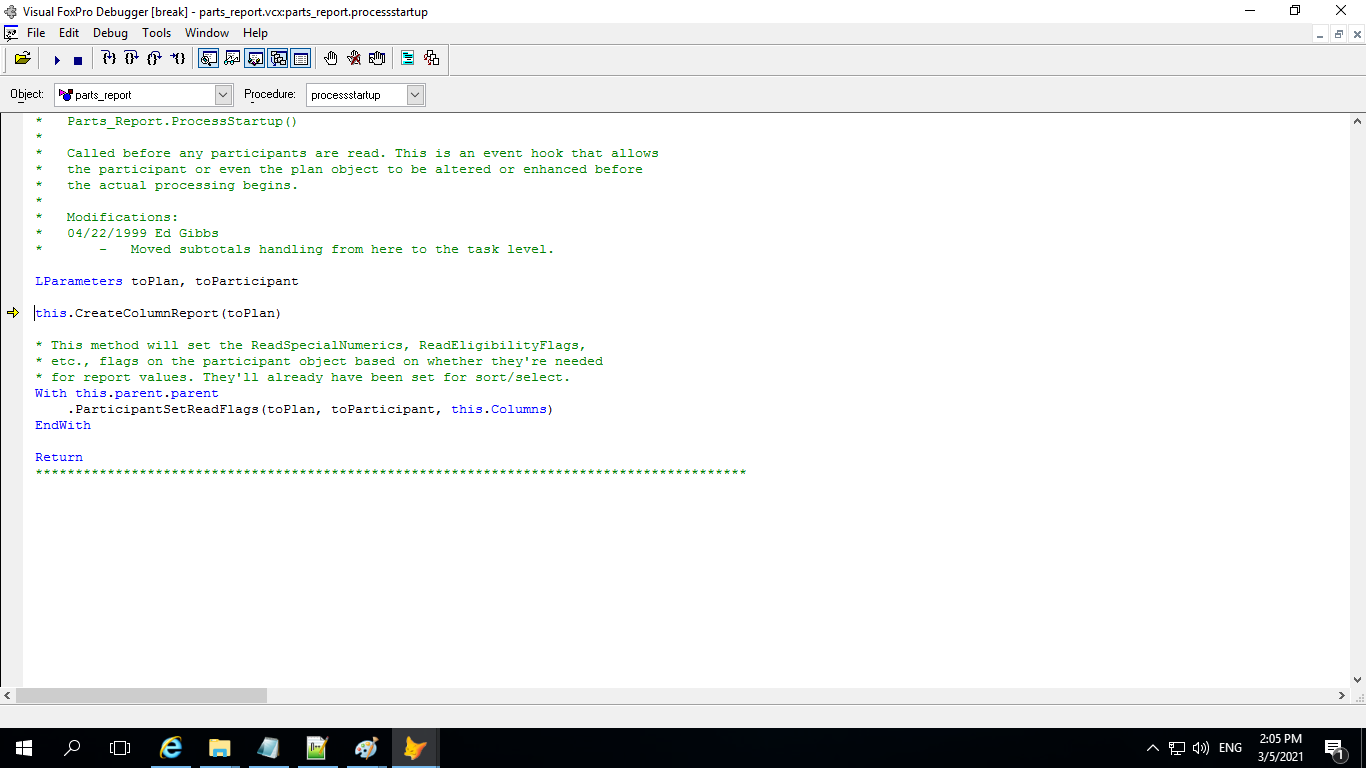 Visual FoxPro Debugger [break] - parts_report.vcx:parts_report.processstartup
File Edit Debug Tools Window Help
Object: parts_report Procedure: processstartup
* Parts_Report.ProcessStartup()
*
* Called before any participants are read. This is an event hook that allows
* the participant or even the plan object to be altered or enhanced before
* the actual processing begins.
*
* Modifications:
* 04/22/1999 Ed Gibbs
* - Moved subtotals handling from here to the task level.
LParameters toPlan, toParticipant
this.CreateColumnReport(toPlan)
* This method will set the ReadSpecialNumerics, ReadEligibilityFlags,
* etc., flags on the participant object based on whether they're needed
* for report values. They'll already have been set for sort/select.
With this.parent.parent
.ParticipantSetReadFlags(toPlan, toParticipant, this.Columns)
EndWith
Return
*****************************************************************************************
ENG
2:05 PM
3/5/2021
1